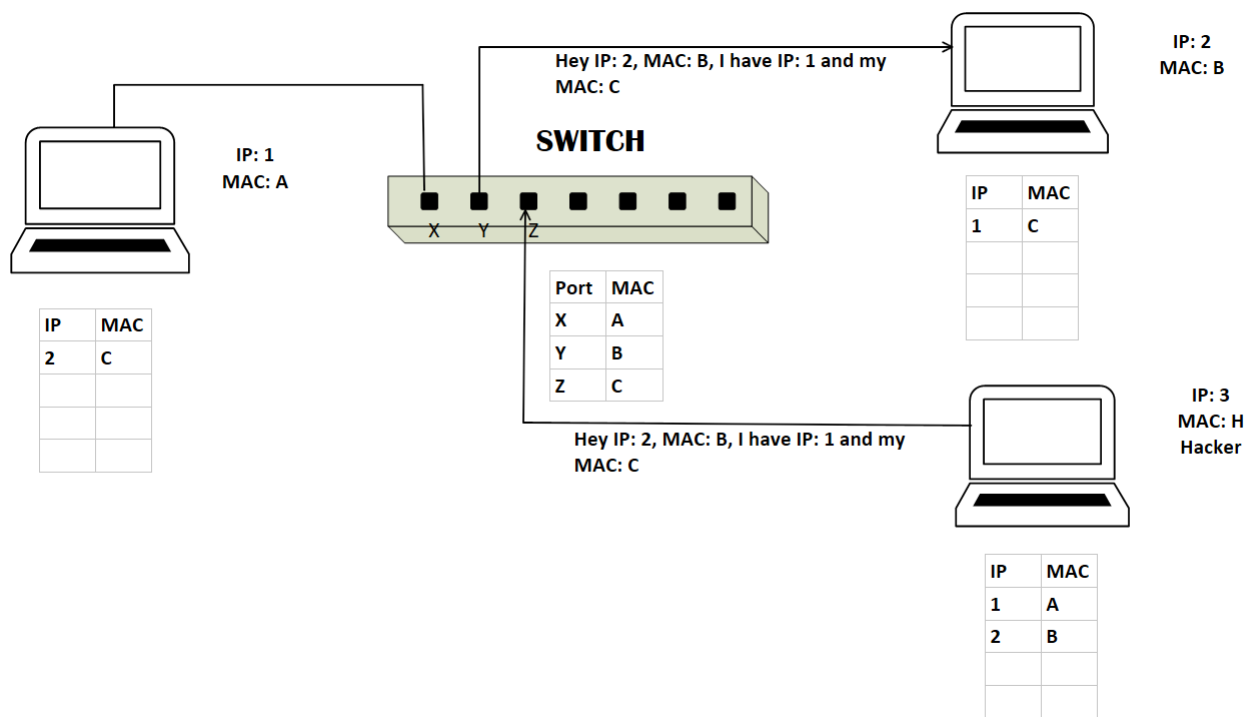 Hey IP: 2, MAC: B, I have IP: 1 and my
MAC: C
IP: 2
MAC: B
SWITCH
IP: 1
MAC: A
X Y Z
IP MAC
1 C
Port MAC
X A
Y B
Z C
IP MAC
2 C
Hey IP: 2, MAC: B, I have IP: 1 and my
MAC: C
IP: 3
MAC: H
Hacker
IP MAC
1 A
2 B